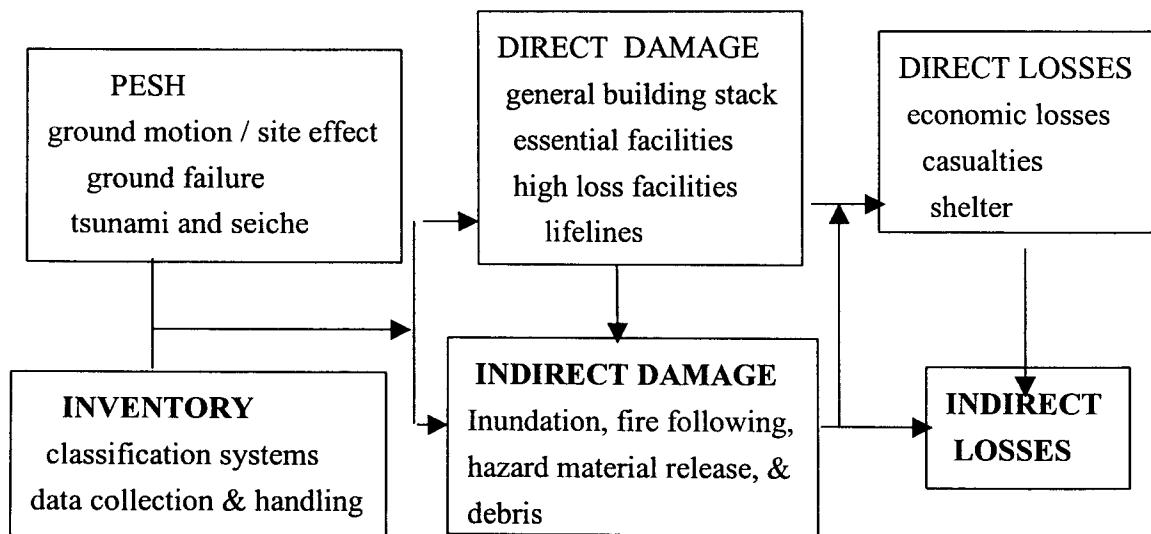 PESH
ground motion / site effect
ground failure
tsunami and seiche
INVENTORY
classification systems
data collection & handling
DIRECT DAMAGE
general building stack
essential facilities
high loss facilities
lifelines
INDIRECT DAMAGE
Inundation, fire following,
hazard material release, &
debris
DIRECT LOSSES
economic losses
casualties
shelter
INDIRECT
LOSSES